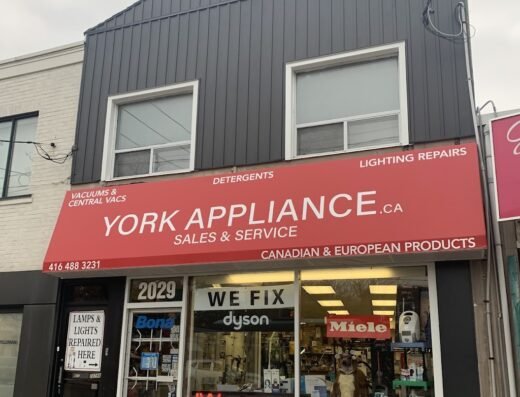 VACUUMS &
CENTRAL VACS
DETERGENTS
LIGHTING REPAIRS
YORK APPLIANCE.CA
SALES & SERVICE
416 488 3231
CANADIAN & EUROPEAN PRODUCTS
2029
WE FIX
dyson
Bona
Miele
LAMPS &
LIGHTS
REPAIRED
HERE